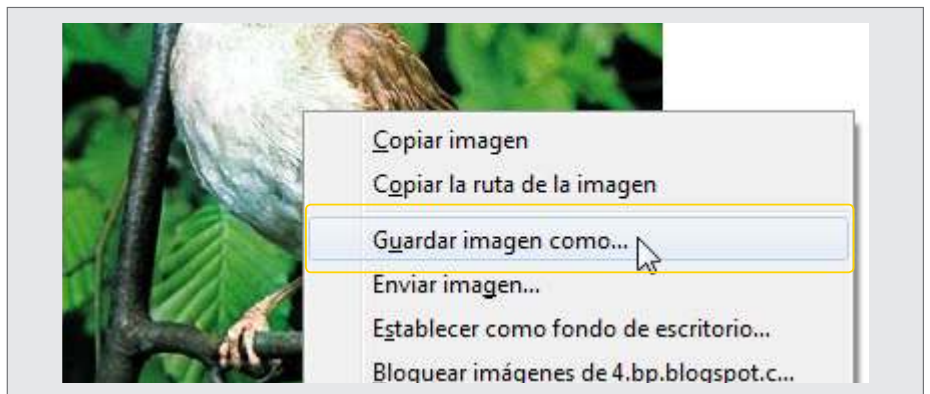 Copiar imagen
Copiar la ruta de la imagen
Guardar imagen como...
Enviar imagen...
Establecer como fondo de escritorio...
Bloquear imágenes de 4.bp.blogspot.c...